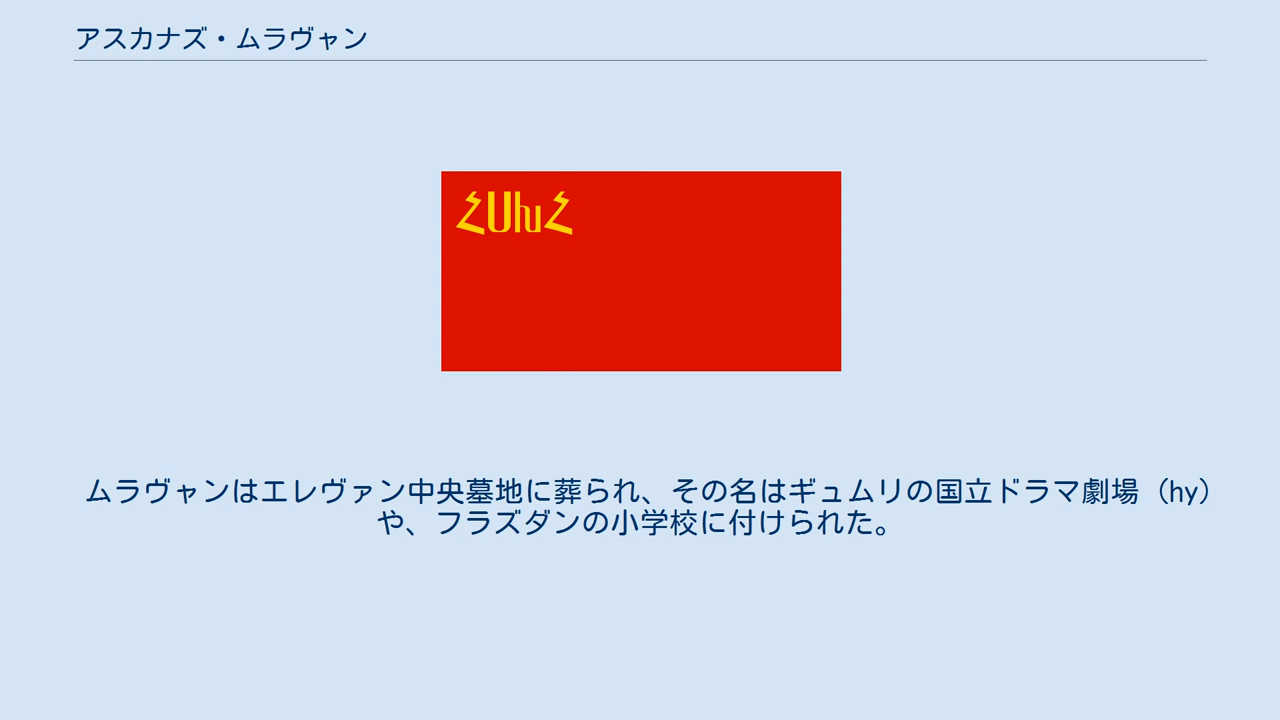 アスカナズ・ムラヴャン
ՀՍԽՀ
ムラヴャンはエレヴァン中央墓地に葬られ、その名はギュムリの国立ドラマ劇場（hy）
や、フラズダンの小学校に付けられた。